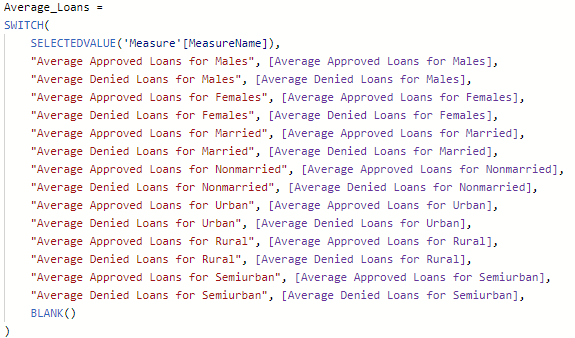 Average_Loans =
SWITCH(
    SELECTEDVALUE('Measure'[MeasureName]),
    "Average Approved Loans for Males", [Average Approved Loans for Males],
    "Average Denied Loans for Males", [Average Denied Loans for Males],
    "Average Approved Loans for Females", [Average Approved Loans for Females],
    "Average Denied Loans for Females", [Average Denied Loans for Females],
    "Average Approved Loans for Married", [Average Approved Loans for Married],
    "Average Denied Loans for Married", [Average Denied Loans for Married],
    "Average Approved Loans for Nonmarried", [Average Approved Loans for Nonmarried],
    "Average Denied Loans for Nonmarried", [Average Denied Loans for Nonmarried],
    "Average Approved Loans for Urban", [Average Approved Loans for Urban],
    "Average Denied Loans for Urban", [Average Denied Loans for Urban],
    "Average Approved Loans for Rural", [Average Approved Loans for Rural],
    "Average Denied Loans for Rural", [Average Denied Loans for Rural],
    "Average Approved Loans for Semiurban", [Average Approved Loans for Semiurban],
    "Average Denied Loans for Semiurban", [Average Denied Loans for Semiurban],
    BLANK()
)